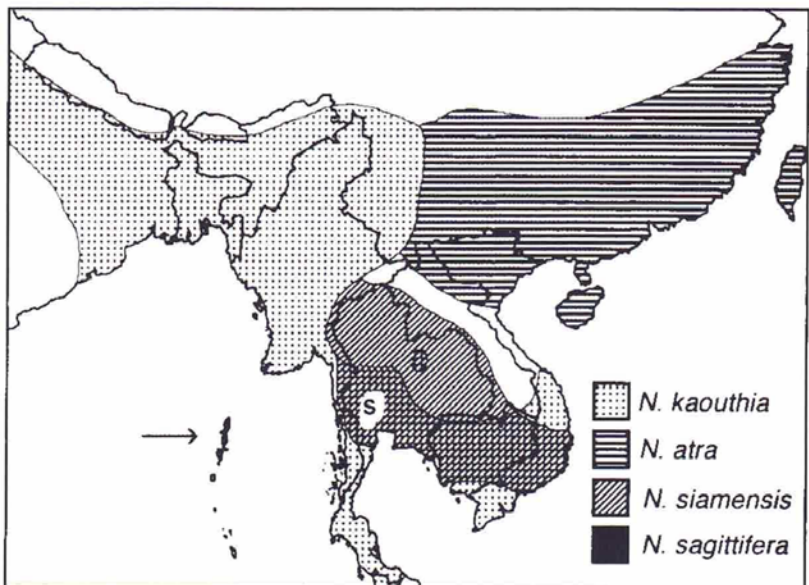 S
N. kaouthia
N. atra
N. siamensis
N. sagittifera